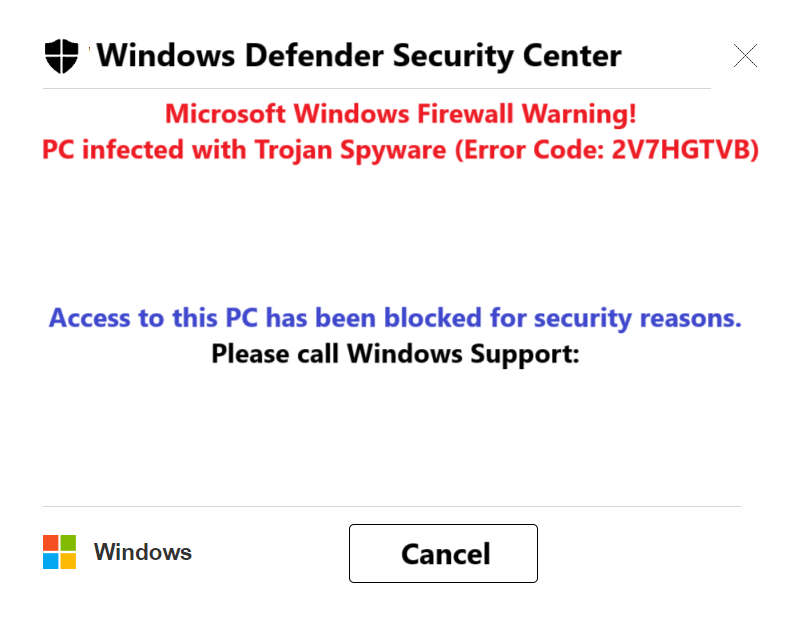 Windows Defender Security Center
Microsoft Windows Firewall Warning!
PC infected with Trojan Spyware (Error Code: 2V7HGTVB)
Access to this PC has been blocked for security reasons.
Please call Windows Support:
Windows
Cancel